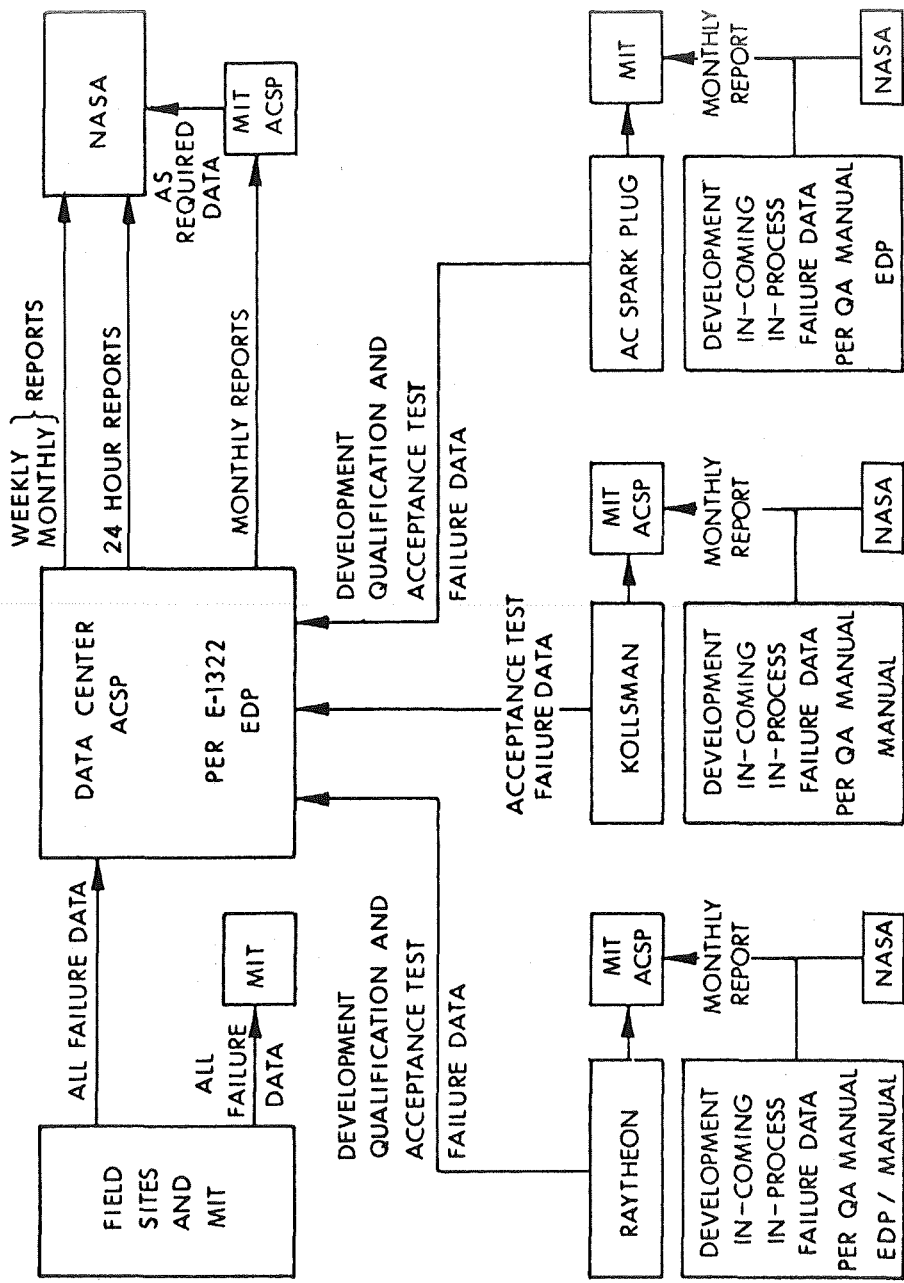 FIELD
SITES
AND
MIT
ALL FAILURE DATA
ALL
FAILURE
DATA
MIT
DATA CENTER
ACSP
PER E-1322
EDP
WEEKLY
MONTHLY} REPORTS
24 HOUR REPORTS
MONTHLY REPORTS
NASA
AS
REQUIRED
DATA
MIT
ACSP
DEVELOPMENT
QUALIFICATION AND
ACCEPTANCE TEST
FAILURE DATA
ACCEPTANCE TEST
FAILURE DATA
DEVELOPMENT
QUALIFICATION AND
ACCEPTANCE TEST
FAILURE DATA
RAYTHEON
MIT
ACSP
MONTHLY
REPORT
DEVELOPMENT
IN-COMING
IN-PROCESS
FAILURE DATA
PER QA MANUAL
EDP / MANUAL
NASA
KOLLSMAN
MIT
ACSP
MONTHLY
REPORT
DEVELOPMENT
IN-COMING
IN-PROCESS
FAILURE DATA
PER QA MANUAL
MANUAL
NASA
AC SPARK PLUG
MIT
MONTHLY
REPORT
DEVELOPMENT
IN-COMING
IN-PROCESS
FAILURE DATA
PER QA MANUAL
EDP
NASA